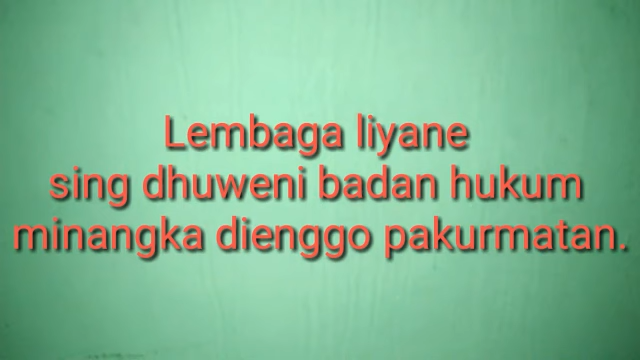 Lembaga liyane
sing dhuweni badan hukum
minangka dienggo pakurmatan.